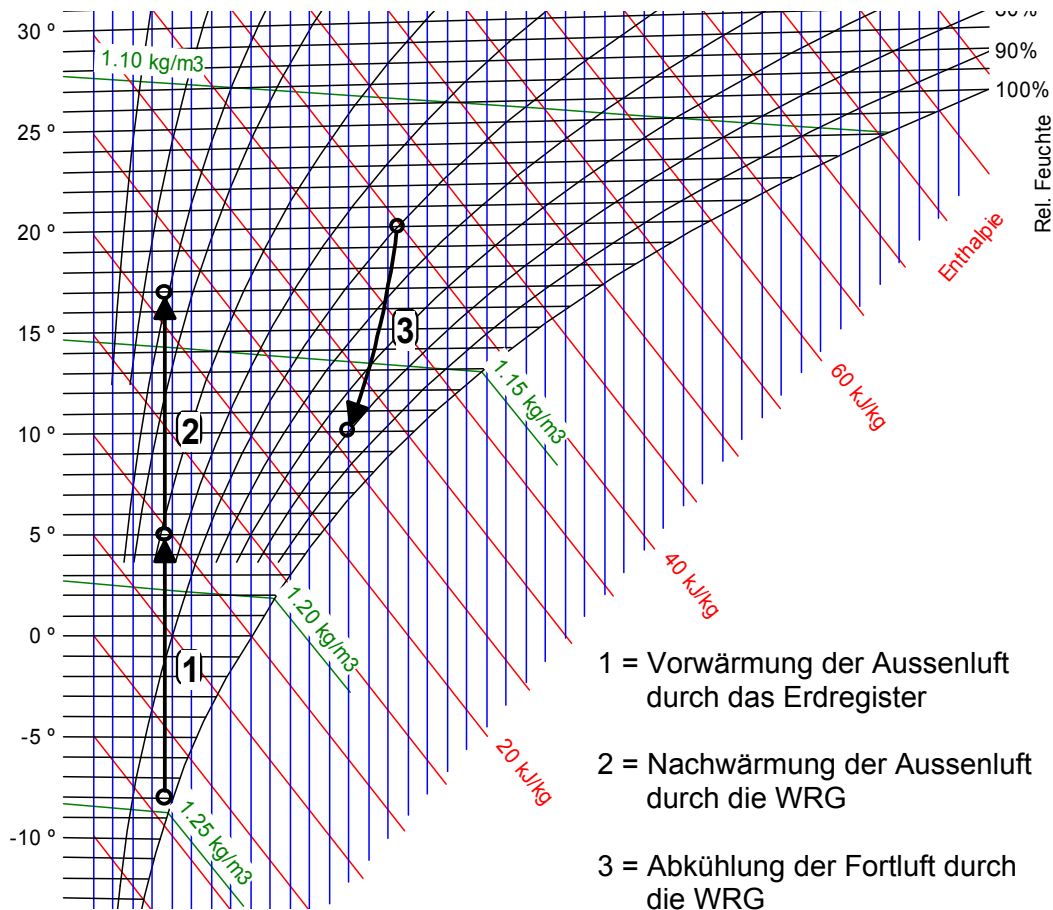 30 º
25 º
20 º
15 º
10 º
5 º
0 º
-5 º
-10 º
1.10 kg/m3
1.15 kg/m3
1.20 kg/m3
1.25 kg/m3
80%
90%
100%
Rel. Feuchte
Enthalpie
60 kJ/kg
40 kJ/kg
20 kJ/kg
3
2
1
1 = Vorwärmung der Aussenluft
durch das Erdregister
2 = Nachwärmung der Aussenluft
durch die WRG
3 = Abkühlung der Fortluft durch
die WRG